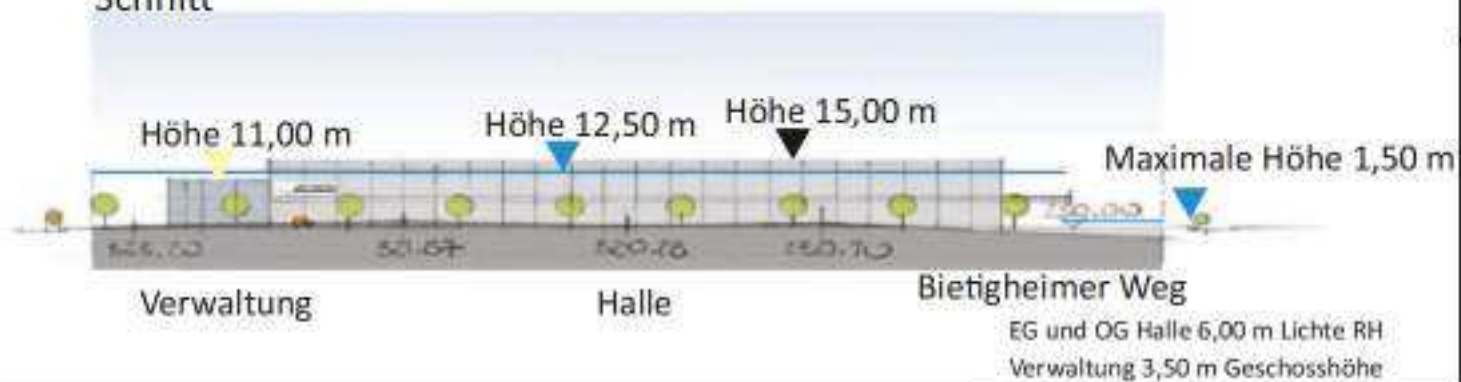 Schnitt
Höhe 11,00 m
Höhe 12,50 m
Höhe 15,00 m
Maximale Höhe 1,50 m
Verwaltung
Halle
Bietigheimer Weg
EG und OG Halle 6,00 m Lichte RH
Verwaltung 3,50 m Geschosshöhe